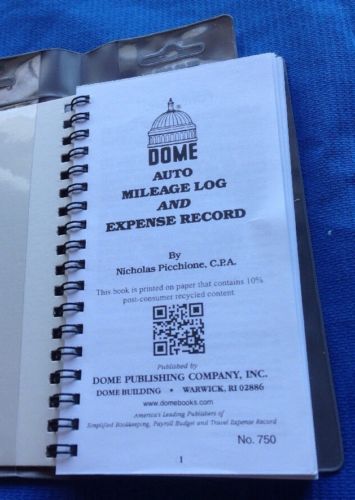 ®
DOME
AUTO
MILEAGE LOG
AND
EXPENSE RECORD
By
Nicholas Picchione, C.P.A.
This book is printed on paper that contains 10%
post-consumer recycled content.
Published by
DOME PUBLISHING COMPANY, INC.
DOME BUILDING • WARWICK, RI 02886
www.domebooks.com
America's Leading Publishers of
Simplified Bookkeeping, Payroll Budget and Travel Expense Record
No. 750
1